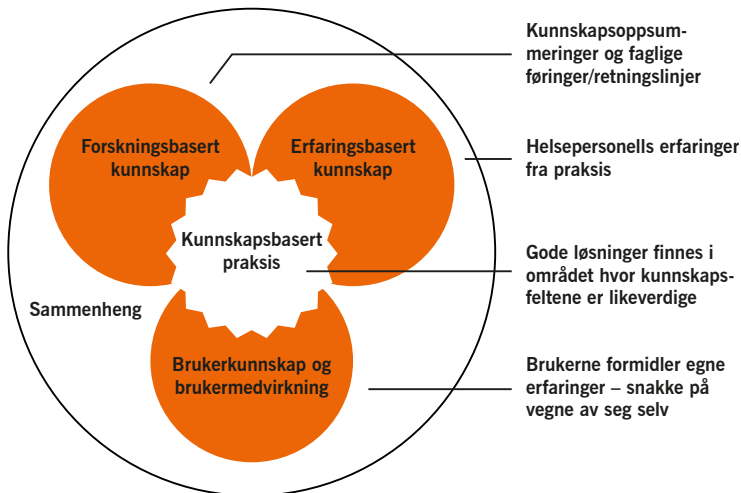 Forskningsbasert
kunnskap
Erfaringsbasert
kunnskap
Kunnskapsbasert
praksis
Sammenheng
Brukerkunnskap og
brukermedvirkning
Kunnskapsoppsum-
meringer og faglige
føringer/retningslinjer
Helsepersonells erfaringer
fra praksis
Gode løsninger finnes i
området hvor kunnskaps-
feltene er likeverdige
Brukerne formidler egne
erfaringer – snakke på
vegne av seg selv